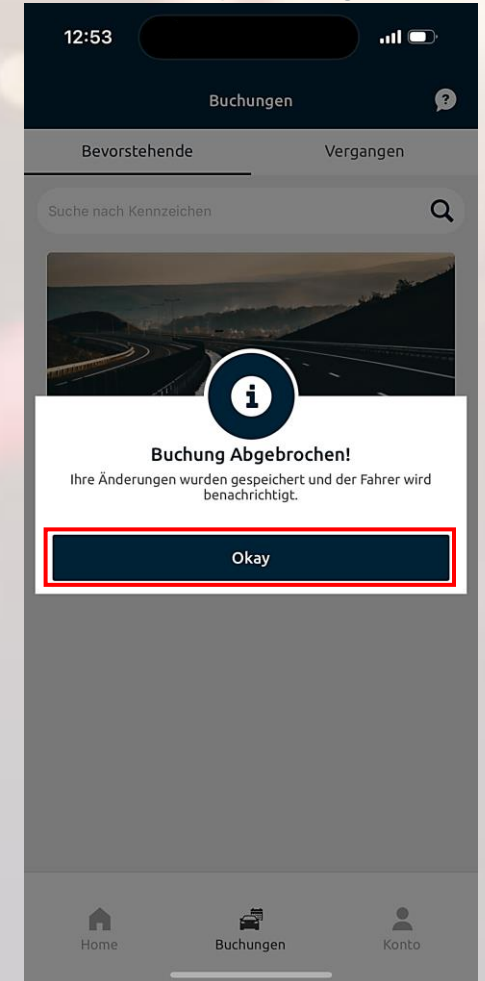 12:53
Buchungen
?
Bevorstehende
Vergangen
Suche nach Kennzeichen
i
Buchung Abgebrochen!
Ihre Änderungen wurden gespeichert und der Fahrer wird
benachrichtigt.
Okay
Home
Buchungen
Konto